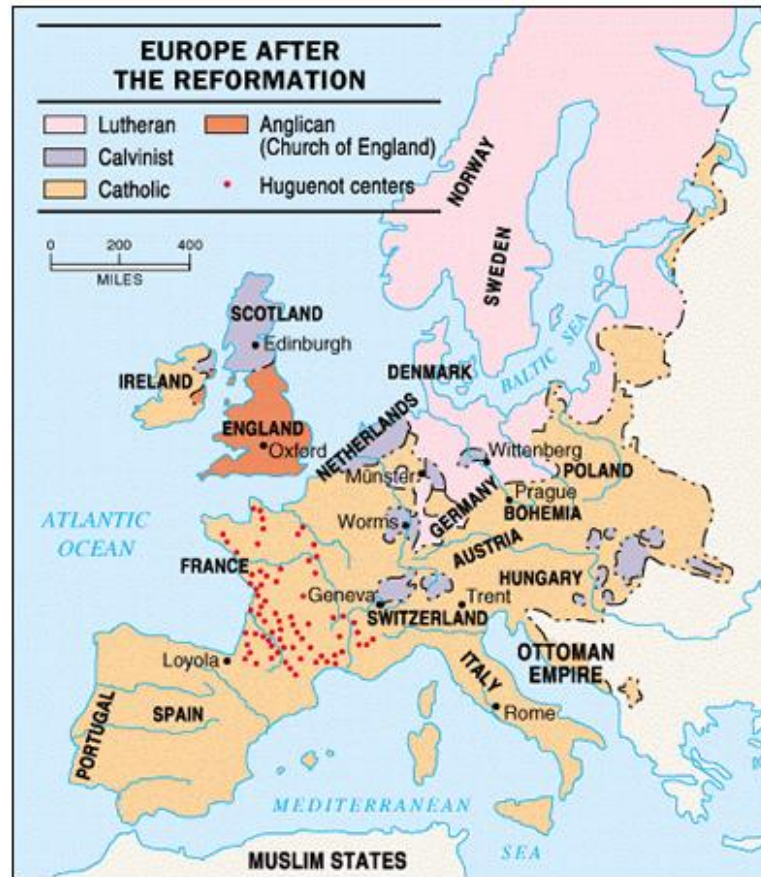 EUROPE AFTER
THE REFORMATION
Lutheran
Calvinist
Catholic
Anglican
(Church of England)
Huguenot centers
0 200 400
MILES
NORWAY
SWEDEN
SCOTLAND
Edinburgh
IRELAND
DENMARK
BALTIC SEA
ENGLAND
Oxford
NETHERLANDS
Münster
Wittenberg
POLAND
GERMANY
Prague
BOHEMIA
Worms
ATLANTIC
OCEAN
AUSTRIA
FRANCE
HUNGARY
Geneva
Trent
SWITZERLAND
Loyola
OTTOMAN
EMPIRE
ITALY
PORTUGAL
SPAIN
Rome
MEDITERRANEAN
SEA
MUSLIM STATES